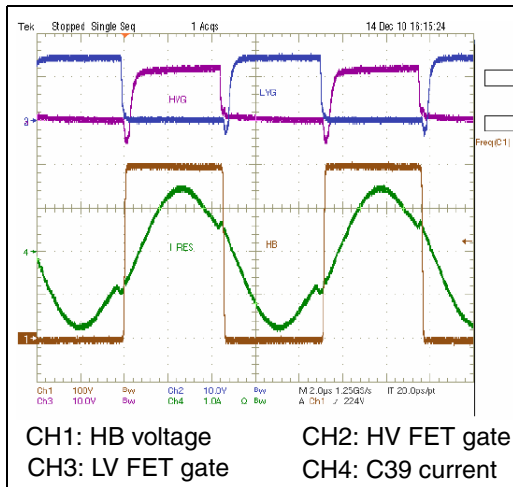 Tek Stopped Single Seq 1 Acqs 14 Dec 10 16:15:24
HVG
LVG
3
Freq(C1)
4
I RES
HB
1
Ch1 100V Bw Ch2 10.0V Bw M 2.0µs 1.25GS/s IT 20.0ps/pt
Ch3 10.0V Bw Ch4 1.0A Ω Bw A Ch1 / 224V
CH1: HB voltage CH2: HV FET gate
CH3: LV FET gate CH4: C39 current